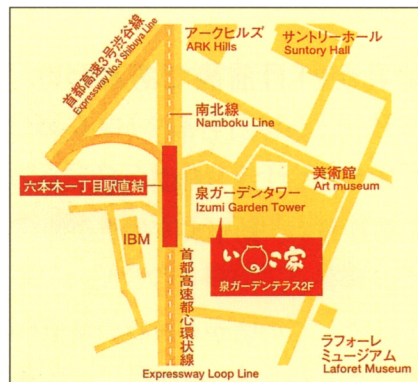 アークヒルズ
ARK Hills
サントリーホール
Suntory Hall
首都高速3号渋谷線
Expressway No.3 Shibuya Line
南北線
Namboku Line
美術館
Art museum
六本木一丁目駅直結
泉ガーデンタワー
Izumi Garden Tower
IBM
い の こ家
泉ガーデンテラス2F
首都高速都心環状線
Expressway Loop Line
ラフォーレ
ミュージアム
Laforet Museum